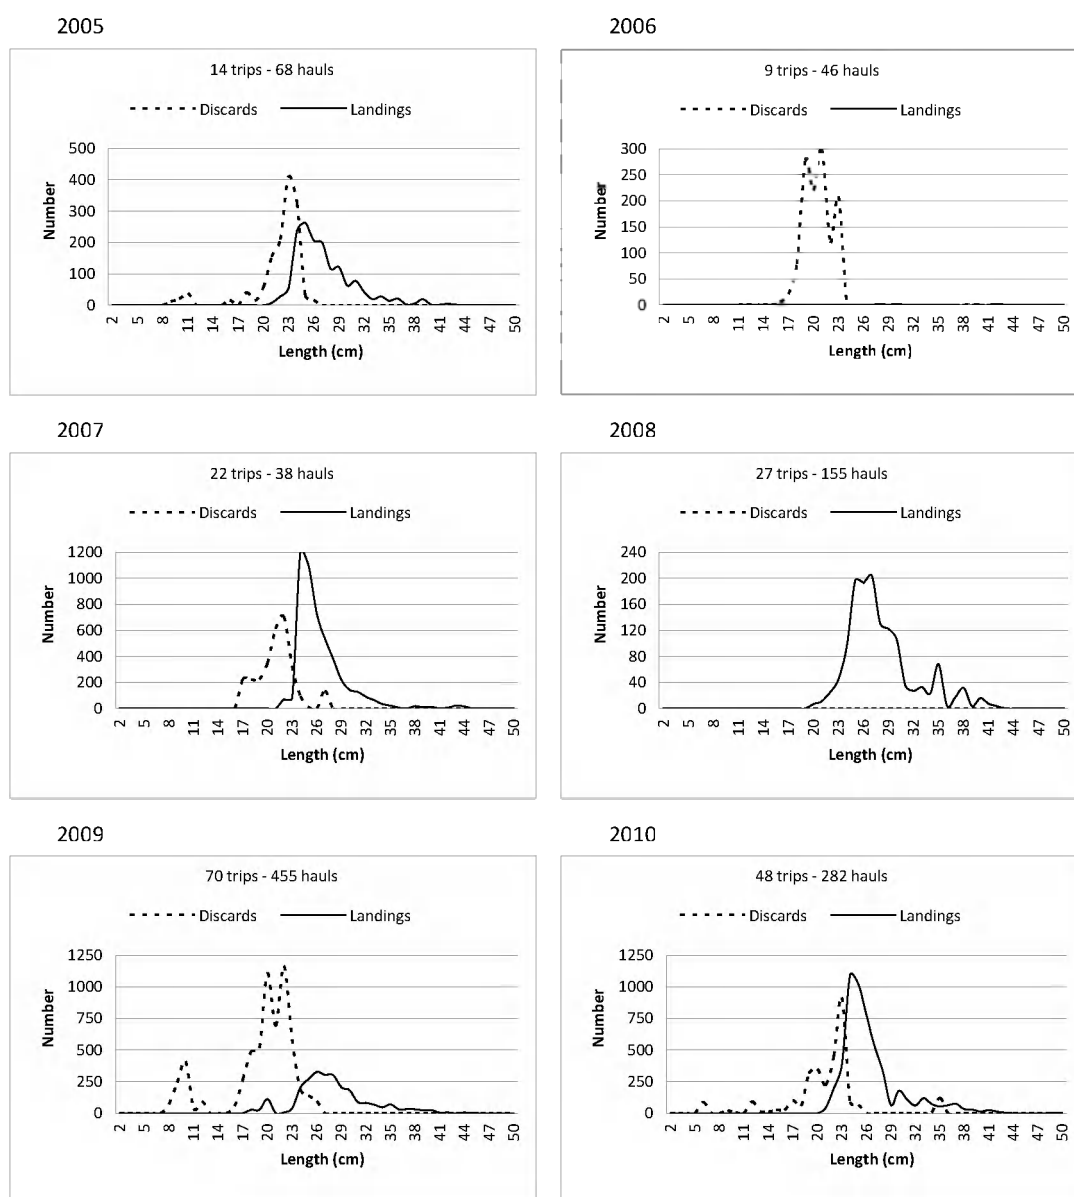 2005
14 trips - 68 hauls
Discards Landings
500
400
300
200
100
0
Number
2 5 8 11 14 17 20 23 26 29 32 35 38 41 44 47 50
Length (cm)
2006
9 trips - 46 hauls
Discards Landings
300
250
200
150
100
50
0
Number
2 5 8 11 14 17 20 23 26 29 32 35 38 41 44 47 50
Length (cm)
2007
22 trips - 38 hauls
Discards Landings
1200
1000
800
600
400
200
0
Number
2 5 8 11 14 17 20 23 26 29 32 35 38 41 44 47 50
Length (cm)
2008
27 trips - 155 hauls
Discards Landings
240
200
160
120
80
40
0
Number
2 5 8 11 14 17 20 23 26 29 32 35 38 41 44 47 50
Length (cm)
2009
70 trips - 455 hauls
Discards Landings
1250
1000
750
500
250
0
Number
2 5 8 11 14 17 20 23 26 29 32 35 38 41 44 47 50
Length (cm)
2010
48 trips - 282 hauls
Discards Landings
1250
1000
750
500
250
0
Number
2 5 8 11 14 17 20 23 26 29 32 35 38 41 44 47 50
Length (cm)